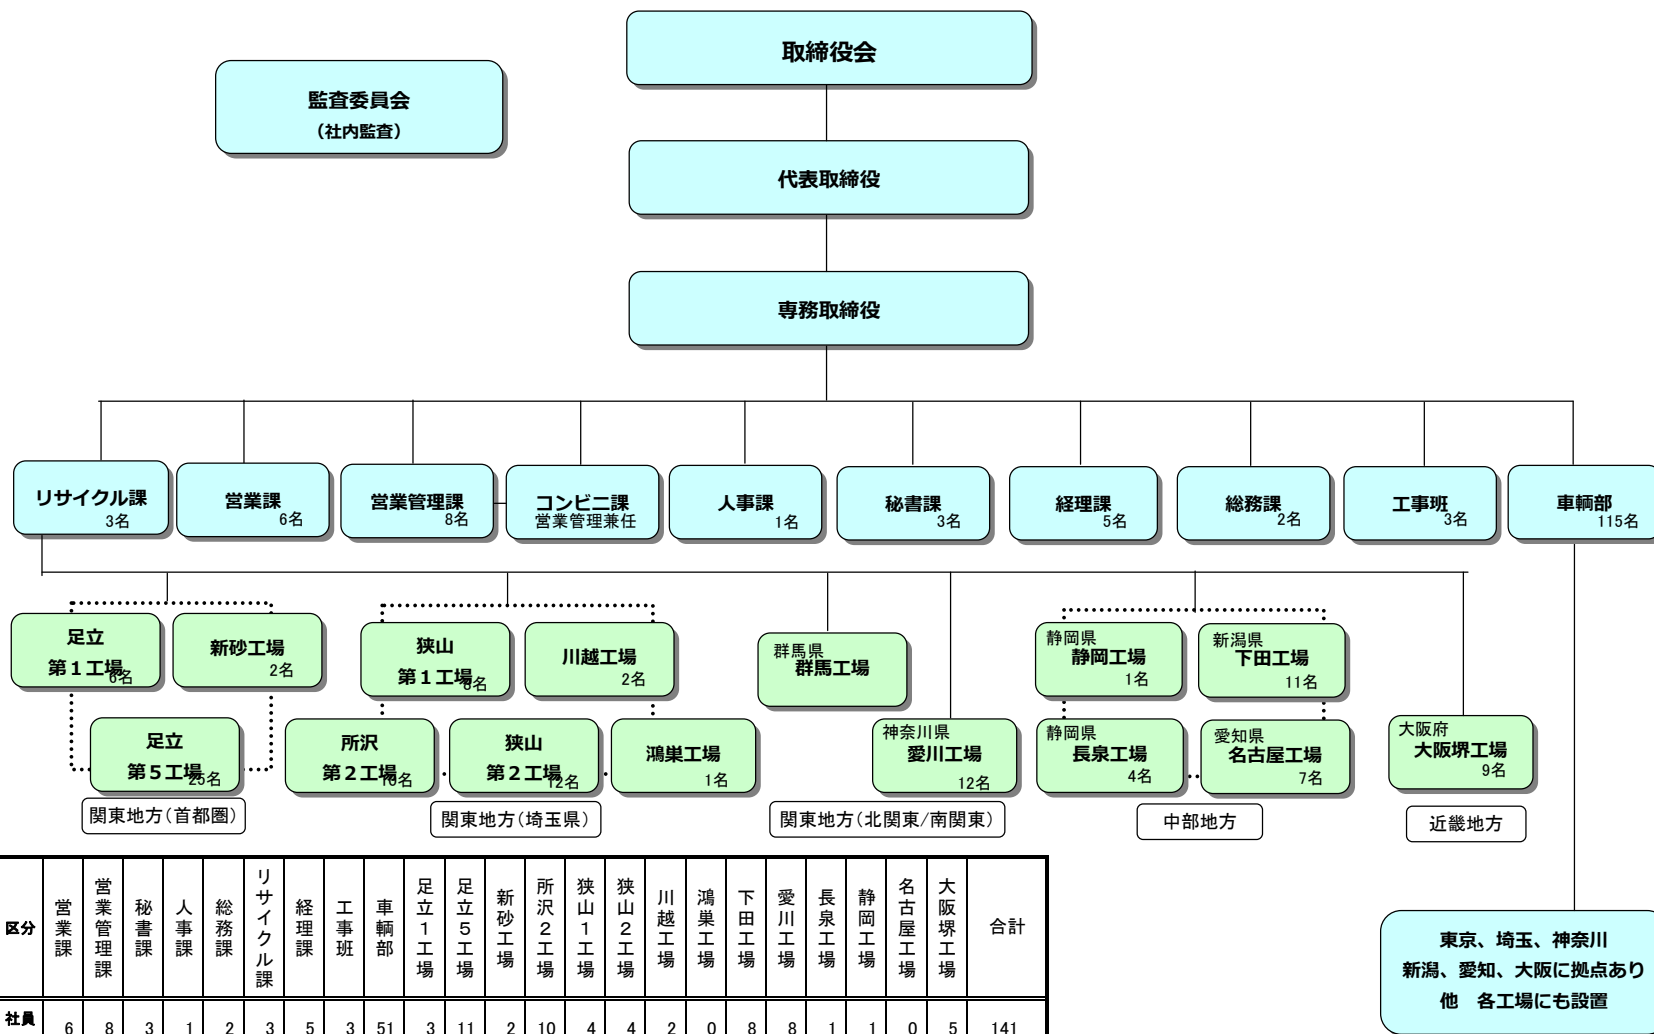 取締役会
監査委員会
（社内監査）
代表取締役
専務取締役
リサイクル課
3名
営業課
6名
営業管理課
8名
コンビニ課
営業管理兼任
人事課
1名
秘書課
3名
経理課
5名
総務課
2名
工事班
3名
車輌部
115名
足立
第１工場
6名
新砂工場
2名
足立
第５工場
25名
関東地方（首都圏）
狭山
第１工場
8名
川越工場
2名
所沢
第２工場
10名
狭山
第２工場
12名
鴻巣工場
1名
関東地方（埼玉県）
群馬県
群馬工場
神奈川県
愛川工場
12名
関東地方（北関東/南関東）
静岡県
静岡工場
1名
新潟県
下田工場
11名
静岡県
長泉工場
4名
愛知県
名古屋工場
7名
中部地方
大阪府
大阪堺工場
9名
近畿地方
東京、埼玉、神奈川
新潟、愛知、大阪に拠点あり
他　各工場にも設置
区分 営業課 営業管理課 秘書課 人事課 総務課 リサイクル課 経理課 工事班 車輌部 足立１工場 足立５工場 新砂工場 所沢２工場 狭山１工場 狭山２工場 川越工場 鴻巣工場 下田工場 愛川工場 長泉工場 静岡工場 名古屋工場 大阪堺工場 合計
社員 6 8 3 1 2 3 5 3 51 3 11 2 10 4 4 2 0 8 8 1 1 0 5 141